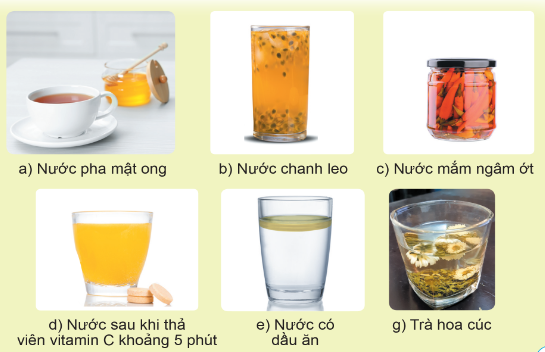 a) Nước pha mật ong
b) Nước chanh leo
c) Nước mắm ngâm ớt
d) Nước sau khi thả
viên vitamin C khoảng 5 phút
e) Nước có
dầu ăn
g) Trà hoa cúc